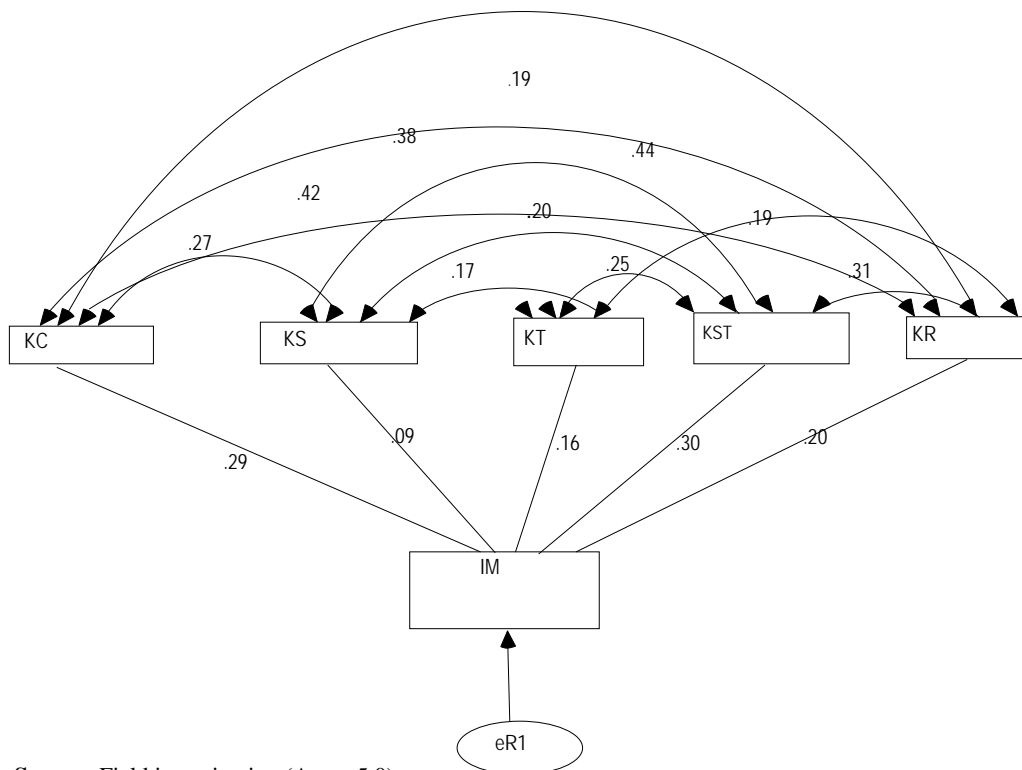 .19
.38
.44
.42
.20
.19
.27
.17
.25
.31
KC
KS
KT
KST
KR
.29
.09
.16
.30
.20
IM
eR1